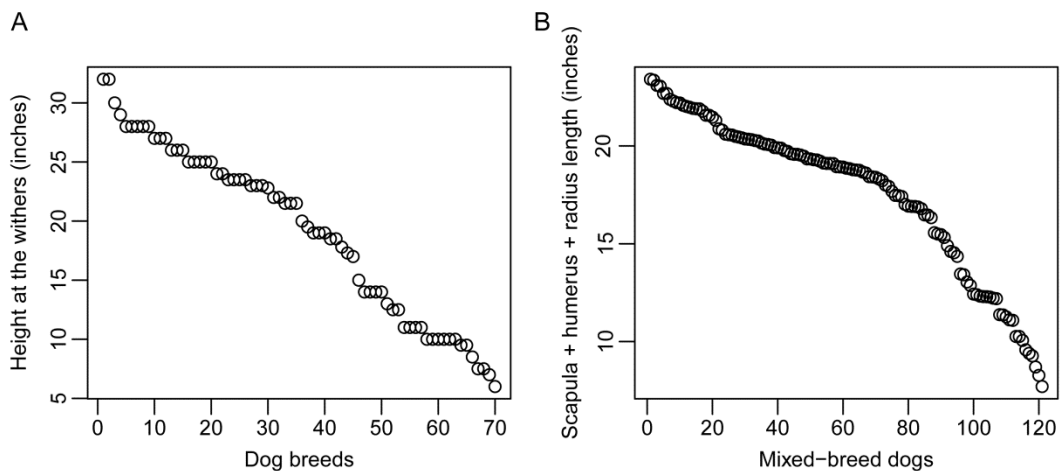 A
Height at the withers (inches)
30
25
20
15
10
5
0 10 20 30 40 50 60 70
Dog breeds
B
Scapula + humerus + radius length (inches)
20
15
10
0 20 40 60 80 100 120
Mixed−breed dogs